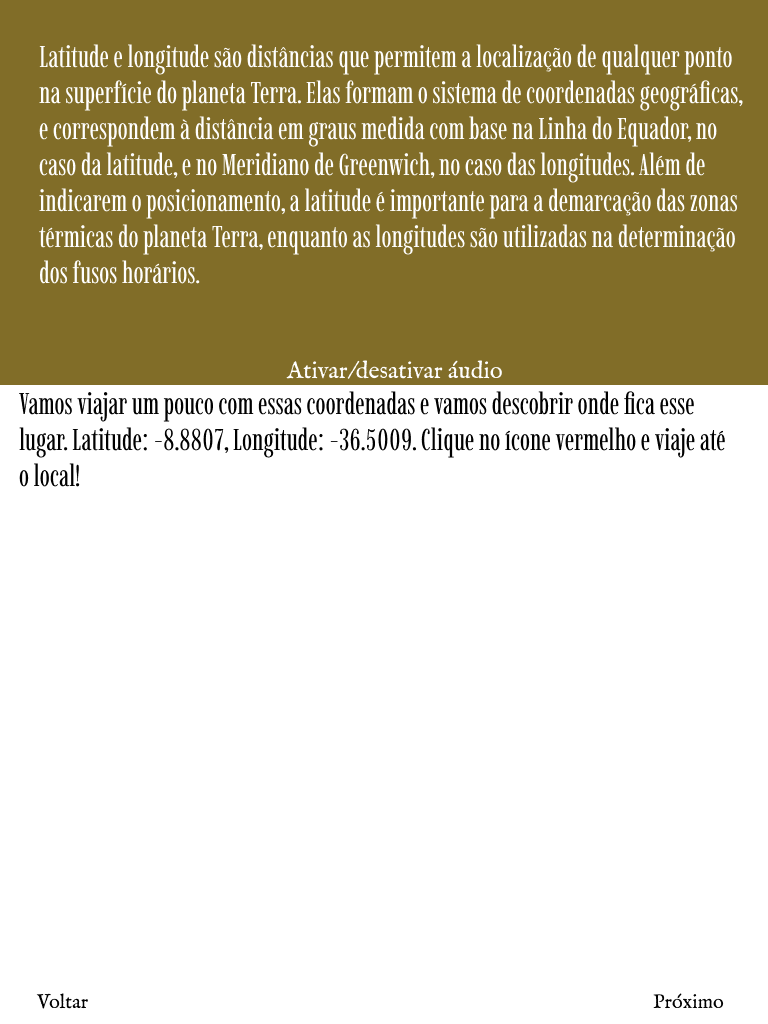 Latitude e longitude são distâncias que permitem a localização de qualquer ponto
na superfície do planeta Terra. Elas formam o sistema de coordenadas geográficas,
e correspondem à distância em graus medida com base na Linha do Equador, no
caso da latitude, e no Meridiano de Greenwich, no caso das longitudes. Além de
indicarem o posicionamento, a latitude é importante para a demarcação das zonas
térmicas do planeta Terra, enquanto as longitudes são utilizadas na determinação
dos fusos horários.
Ativar/desativar áudio
Vamos viajar um pouco com essas coordenadas e vamos descobrir onde fica esse
lugar. Latitude: -8.8807, Longitude: -36.5009. Clique no ícone vermelho e viaje até
o local!
Voltar
Próximo